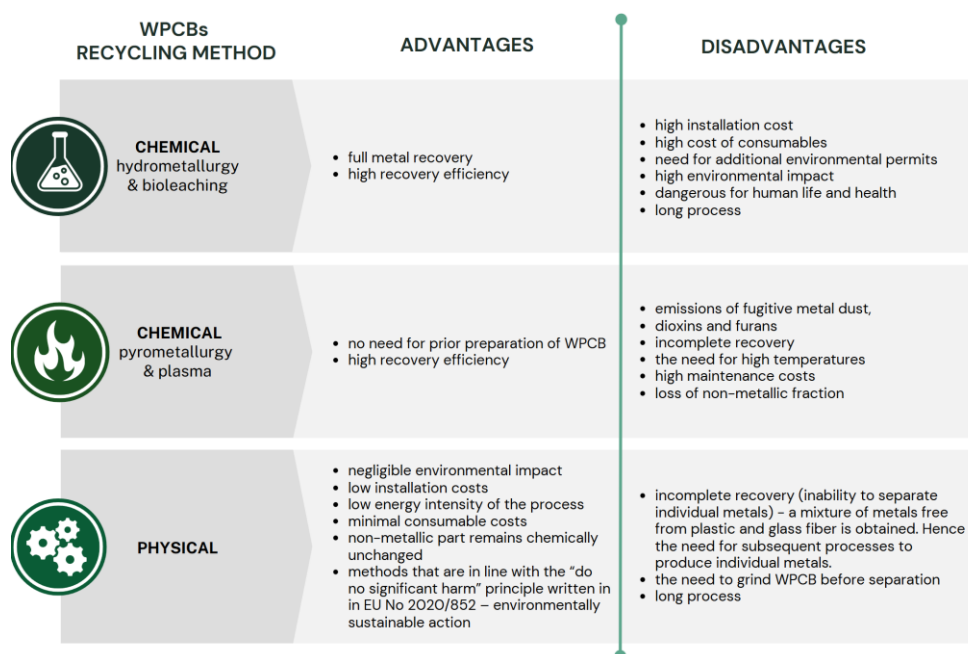 WPCBs
RECYCLING METHOD
ADVANTAGES
DISADVANTAGES
CHEMICAL
hydrometallurgy
& bioleaching
• full metal recovery
• high recovery efficiency
• high installation cost
• high cost of consumables
• need for additional environmental permits
• high environmental impact
• dangerous for human life and health
• long process
CHEMICAL
pyrometallurgy
& plasma
• no need for prior preparation of WPCB
• high recovery efficiency
• emissions of fugitive metal dust,
• dioxins and furans
• incomplete recovery
• the need for high temperatures
• high maintenance costs
• loss of non-metallic fraction
PHYSICAL
• negligible environmental impact
• low installation costs
• low energy intensity of the process
• minimal consumable costs
• non-metallic part remains chemically
unchanged
• methods that are in line with the “do
no significant harm” principle written in
in EU No 2020/852 – environmentally
sustainable action
• incomplete recovery (inability to separate
individual metals) - a mixture of metals free
from plastic and glass fiber is obtained. Hence
the need for subsequent processes to
produce individual metals.
• the need to grind WPCB before separation
• long process